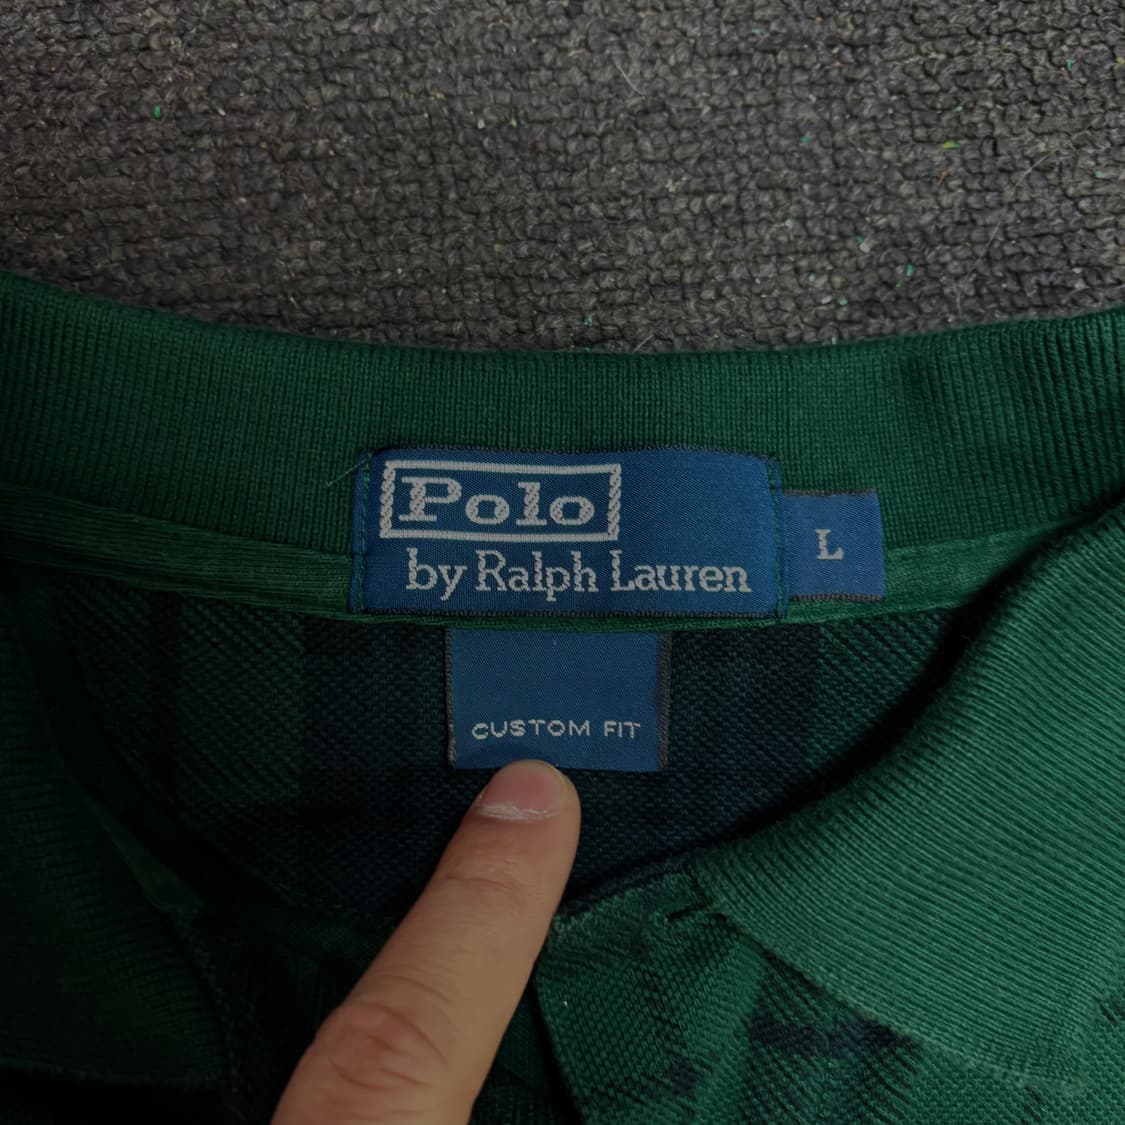 Polo
by Ralph Lauren
L
CUSTOM FIT